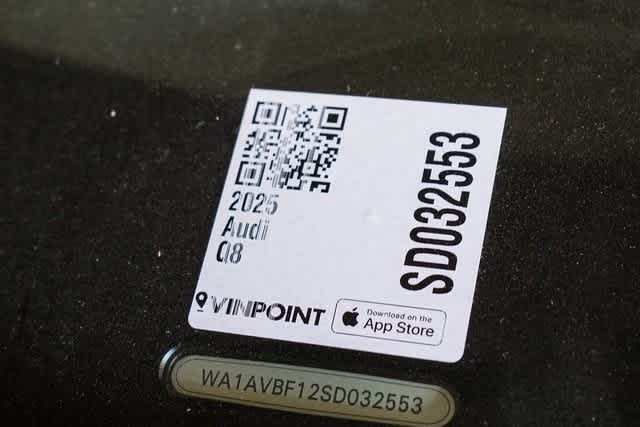 2025
Audi
Q8
SD032553
VINPOINT
Download on the
App Store
WA1AVBF12SD032553